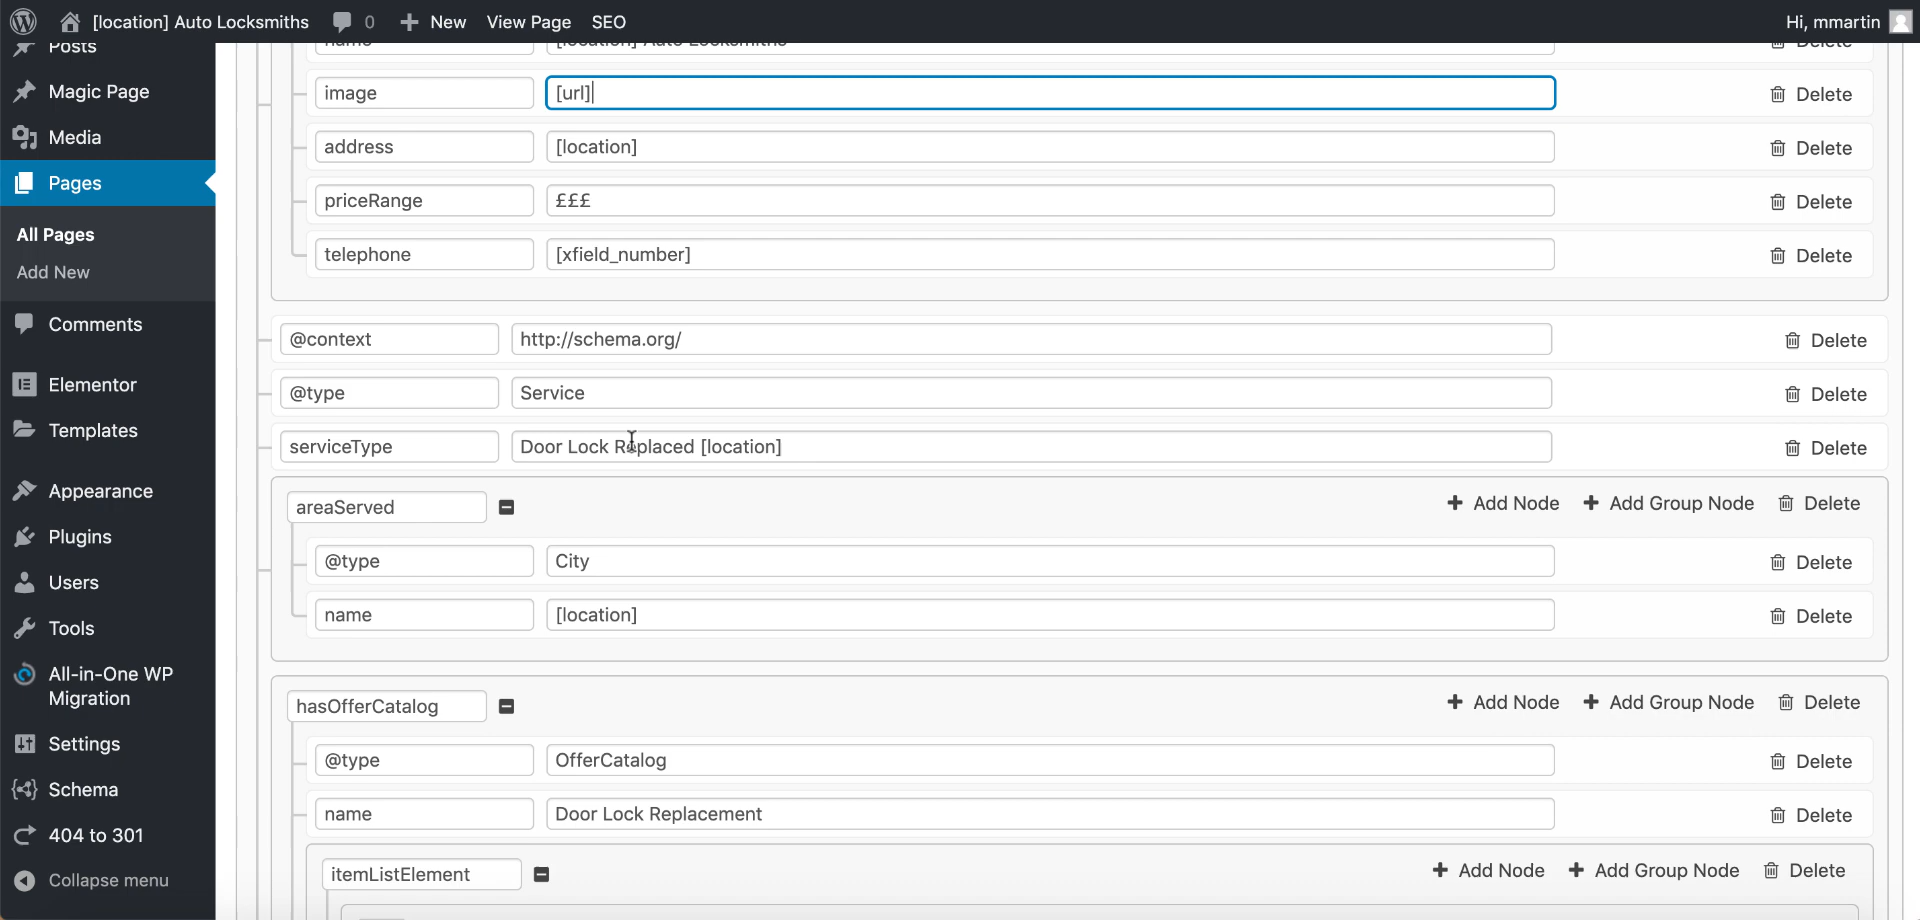 [location] Auto Locksmiths 0 New View Page SEO Hi, mmartin
Posts
name [location] Auto Locksmiths Delete
Magic Page
image [url] Delete
Media
address [location] Delete
Pages
priceRange £££ Delete
All Pages
telephone [xfield_number] Delete
Add New
Comments
@context http://schema.org/ Delete
Elementor
@type Service Delete
Templates
serviceType Door Lock Replaced [location] Delete
Appearance
areaServed Add Node Add Group Node Delete
Plugins
@type City Delete
Users
name [location] Delete
Tools
All-in-One WP
Migration
hasOfferCatalog Add Node Add Group Node Delete
Settings
@type OfferCatalog Delete
Schema
name Door Lock Replacement Delete
404 to 301
itemListElement Add Node Add Group Node Delete
Collapse menu